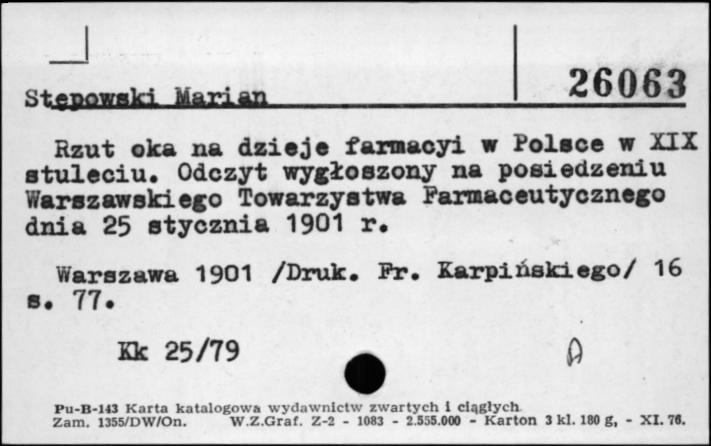 26063
Stępowski Marian
Rzut oka na dzieje farmacyi w Polsce w XIX
stuleciu. Odczyt wygłoszony na posiedzeniu
Warszawskiego Towarzystwa Farmaceutycznego
dnia 25 stycznia 1901 r.
Warszawa 1901 /Druk. Fr. Karpińskiego/ 16
s. 77.
Kk 25/79
A
Pu-B-143 Karta katalogowa wydawnictw zwartych i ciągłych
Zam. 1355/DW/On. W.Z.Graf. Z-2 - 1083 - 2.555.000 - Karton 3 kl. 180 g, - XI. 76.